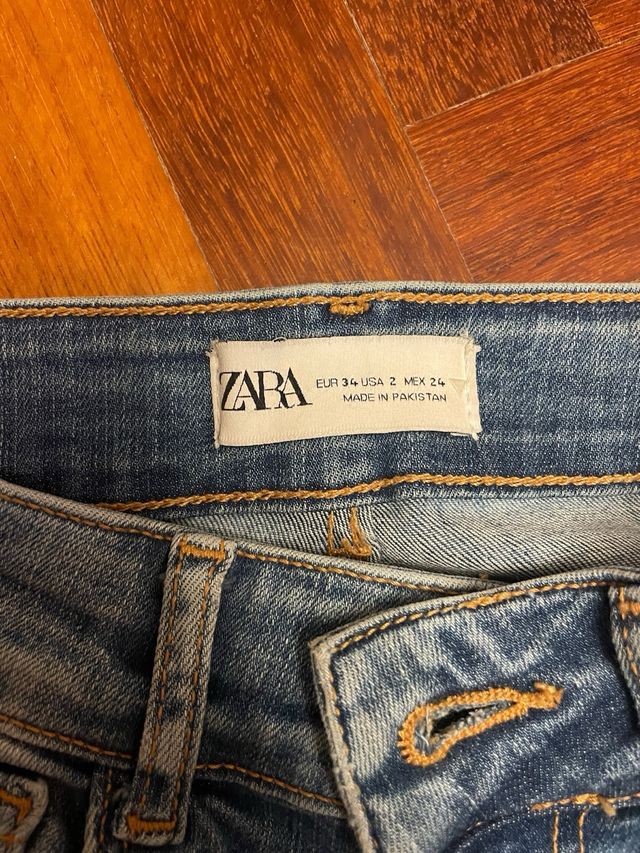 ZARA
EUR 34 USA 2 MEX 24
MADE IN PAKISTAN